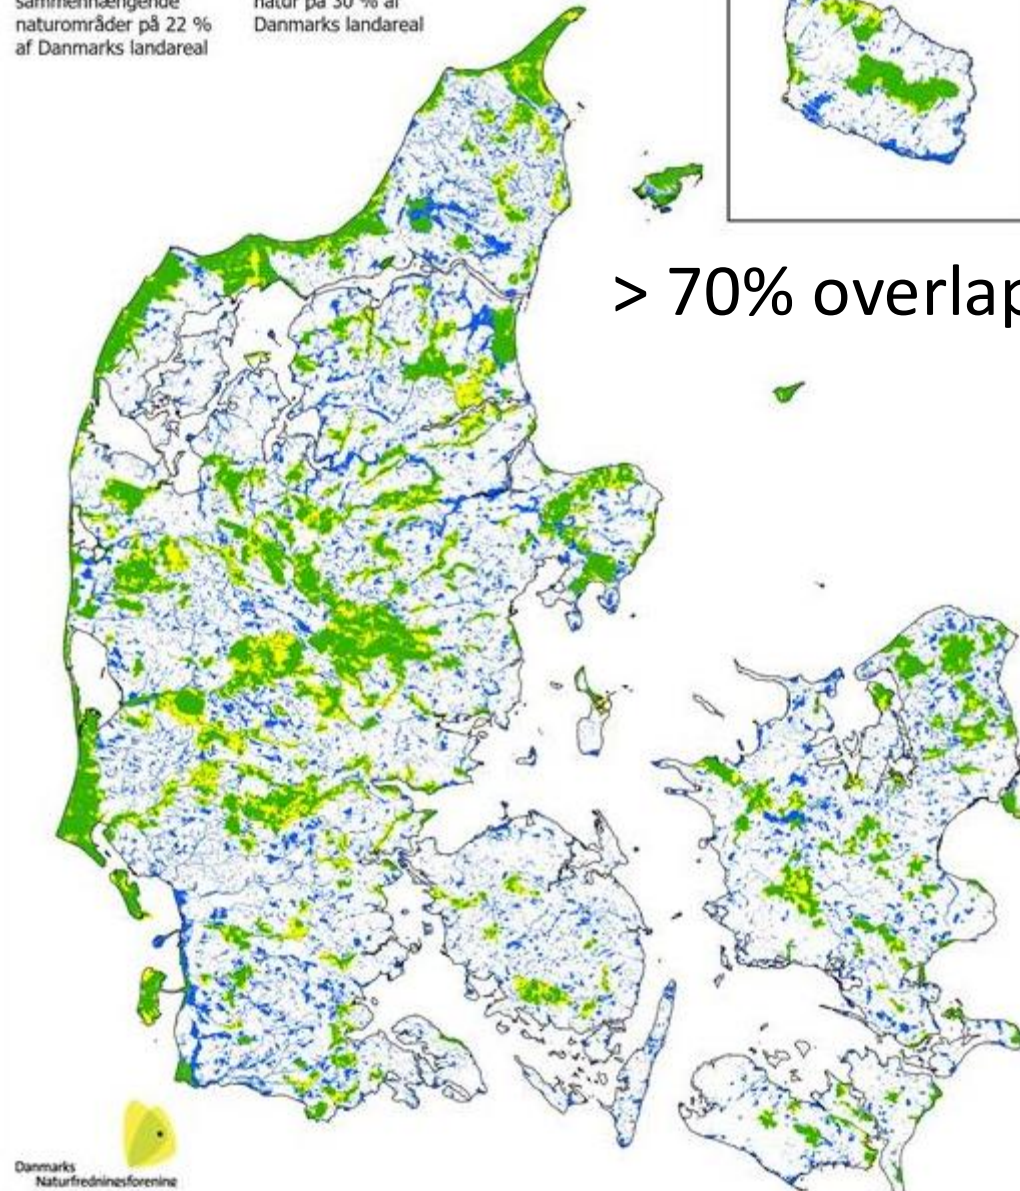 sammenhængende
naturområder på 22 %
af Danmarks landareal
natur på 30 % af
Danmarks landareal
> 70% overlap
Danmarks
Naturfredningsforening